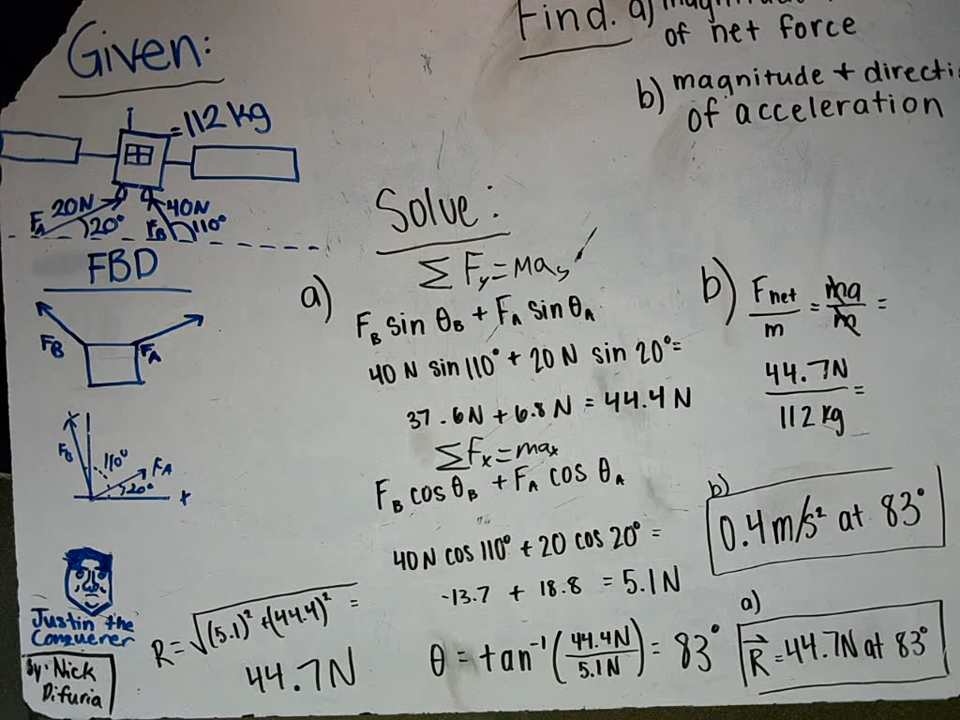 Given:
=112 kg
20N
40N
F_A
20°
F_B
110°
FBD
F_B
F_A
F_B
110°
F_A
20°
x
Justin the
Conquerer
By: Nick
Difuria
Find: a)
of net force
b) magnitude + directi
of acceleration
Solve:
a)
ΣF_y = ma_y
F_B sin θ_B + F_A sin θ_A
40 N sin 110° + 20 N sin 20° =
37.6N + 6.8 N = 44.4 N
ΣF_x = ma_x
F_B cos θ_B + F_A cos θ_A
40N cos 110° + 20 cos 20° =
-13.7 + 18.8 = 5.1N
R = √(5.1)² + (44.4)² =
44.7N
θ = tan⁻¹ (44.4N/5.1N) = 83°
b) F_net/m = ma/m =
44.7N/112 kg =
b)
0.4 m/s² at 83°
a)
R⃗ = 44.7N at 83°